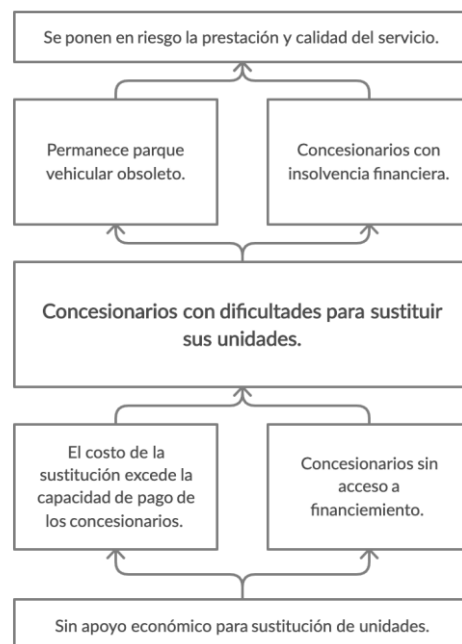 Se ponen en riesgo la prestación y calidad del servicio.
Permanece parque
vehicular obsoleto.
Concesionarios con
insolvencia financiera.
Concesionarios con dificultades para sustituir
sus unidades.
El costo de la
sustitución excede la
capacidad de pago de
los concesionarios.
Concesionarios sin
acceso a
financiemiento.
Sin apoyo económico para sustitución de unidades.